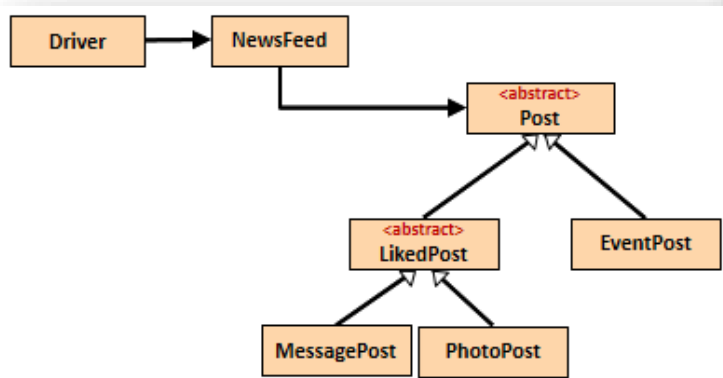 Driver
NewsFeed
<abstract>
Post
<abstract>
LikedPost
EventPost
MessagePost
PhotoPost